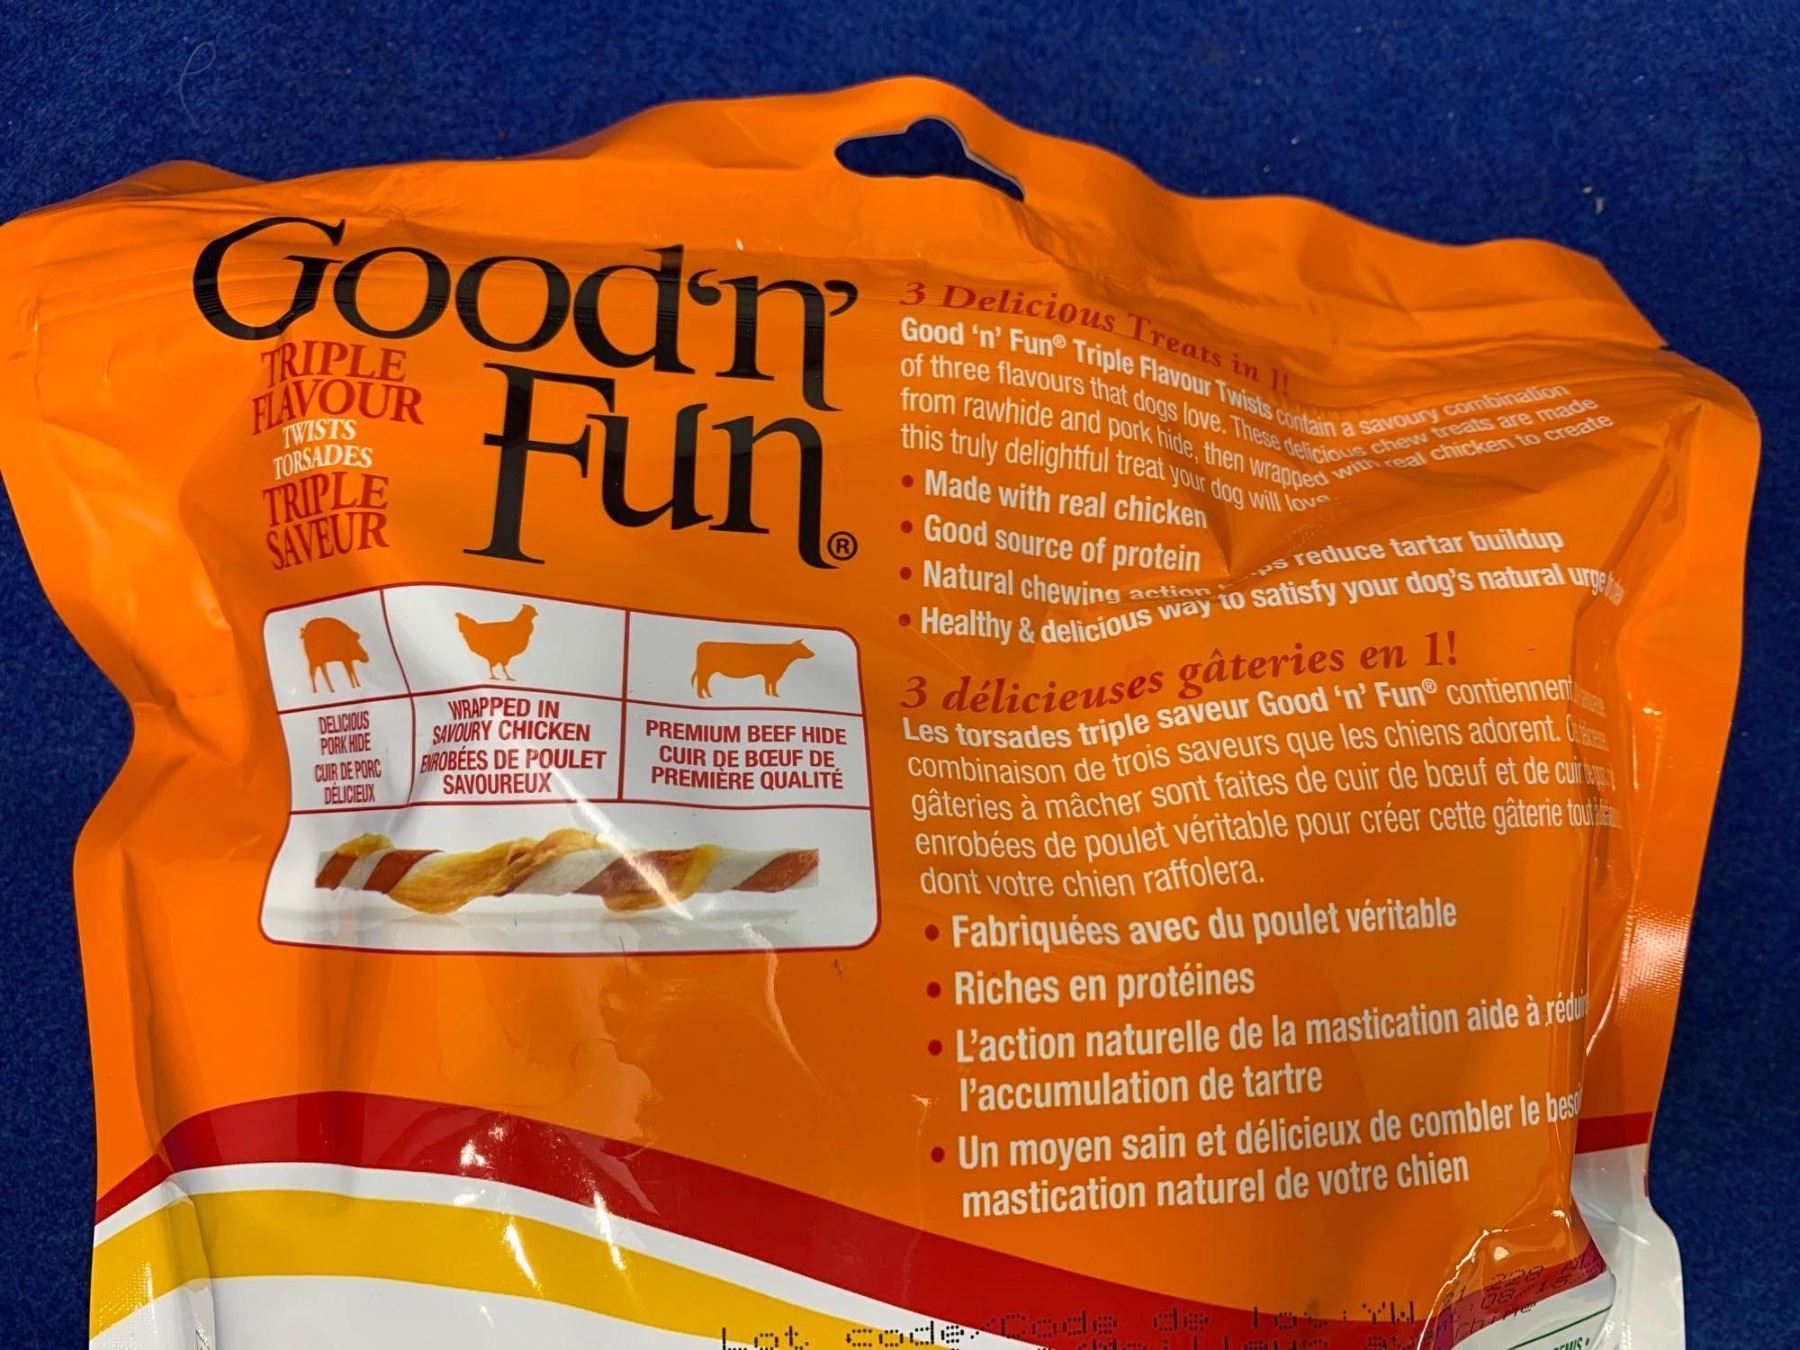 Good 'n'
Fun®
TRIPLE
FLAVOUR
TWISTS
TORSADES
TRIPLE
SAVEUR
DELICIOUS
PORK HIDE
CUIR DE PORC
DÉLICIEUX
WRAPPED IN
SAVOURY CHICKEN
ENROBÉES DE POULET
SAVOUREUX
PREMIUM BEEF HIDE
CUIR DE BŒUF DE
PREMIÈRE QUALITÉ
3 Delicious Treats in 1!
Good 'n' Fun® Triple Flavour Twists contain a savoury combination
of three flavours that dogs love. These delicious chew treats are made
from rawhide and pork hide, then wrapped with real chicken to create
this truly delightful treat your dog will love.
• Made with real chicken
• Good source of protein
• Natural chewing action reduce tartar buildup
• Healthy & delicious way to satisfy your dog's natural urge
3 délicieuses gâteries en 1!
Les torsades triple saveur Good 'n' Fun® contiennent
combinaison de trois saveurs que les chiens adorent.
gâteries à mâcher sont faites de cuir de bœuf et de cuir
enrobées de poulet véritable pour créer cette gâterie tout
dont votre chien raffolera.
• Fabriquées avec du poulet véritable
• Riches en protéines
• L'action naturelle de la mastication aide à
l'accumulation de tartre
• Un moyen sain et délicieux de combler le
mastication naturel de votre chien
Lot code/Code de lot: